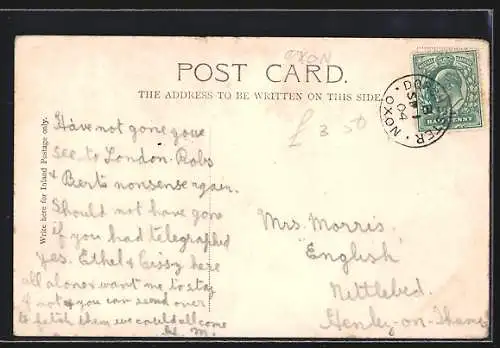 OXON
POST CARD.
THE ADDRESS TO BE WRITTEN ON THIS SIDE.
Write here for Inland Postage only.
HALFPENNY
DORCHESTER
04
OXON
£ 3 50
Have not gone you
see to London. Robs
& Berts nonsense again.
Should not have gone
if you had telegraphed
yes. Ethel & Cissy here
all alone want me to stay
if not you can send over
to fetch them we could all come
M.
Mrs. Morris.
"English"
Nettlebed.
Henley-on-Thames